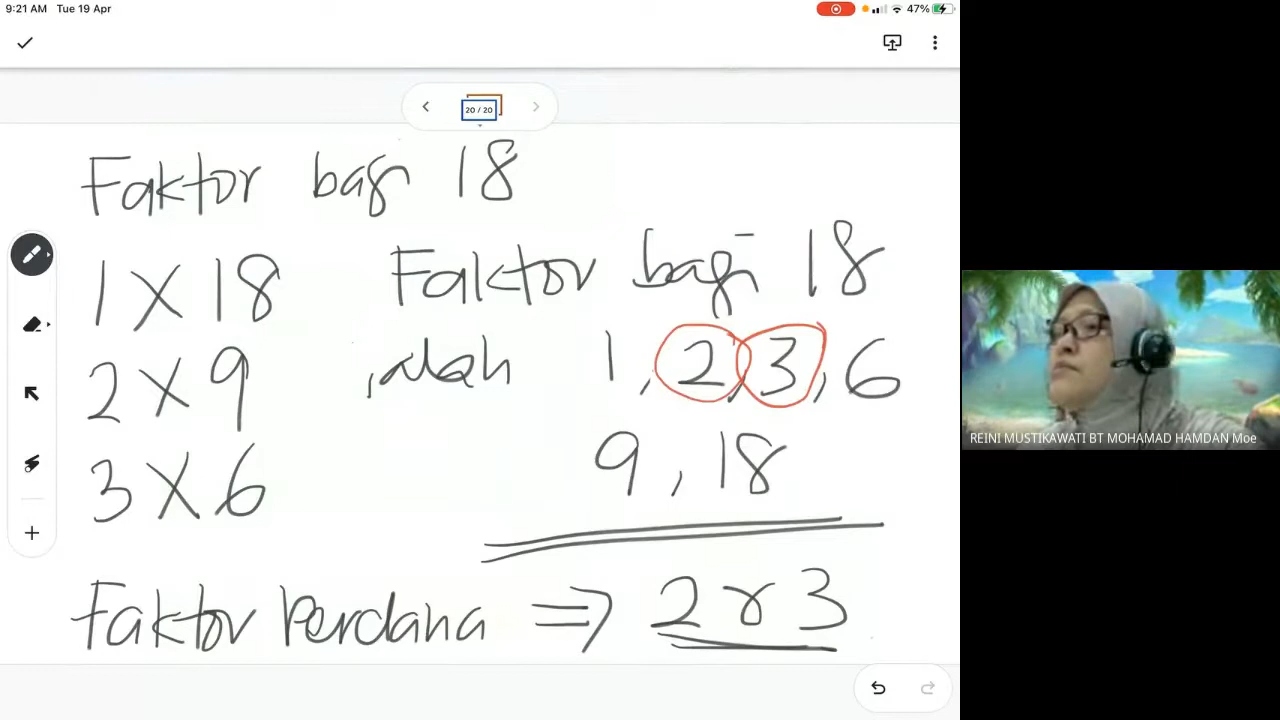 9:21 AM Tue 19 Apr
47%
20 / 20
Faktor bagi 18
1 X 18
2 X 9
3 X 6
Faktor bagi 18
ialah 1, 2, 3, 6
9, 18
Faktor Perdana => 2 & 3
REINI MUSTIKAWATI BT MOHAMAD HAMDAN Moe